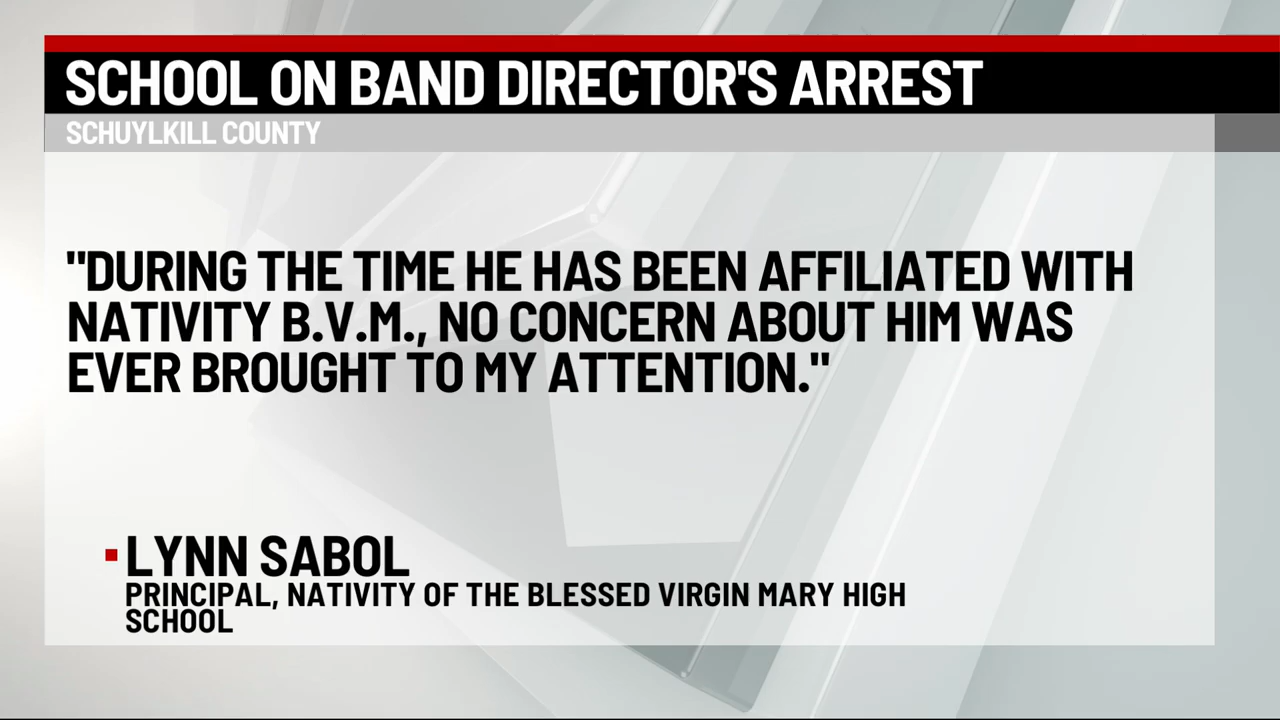 SCHOOL ON BAND DIRECTOR'S ARREST
SCHUYLKILL COUNTY
"DURING THE TIME HE HAS BEEN AFFILIATED WITH
NATIVITY B.V.M., NO CONCERN ABOUT HIM WAS
EVER BROUGHT TO MY ATTENTION."
LYNN SABOL
PRINCIPAL, NATIVITY OF THE BLESSED VIRGIN MARY HIGH
SCHOOL